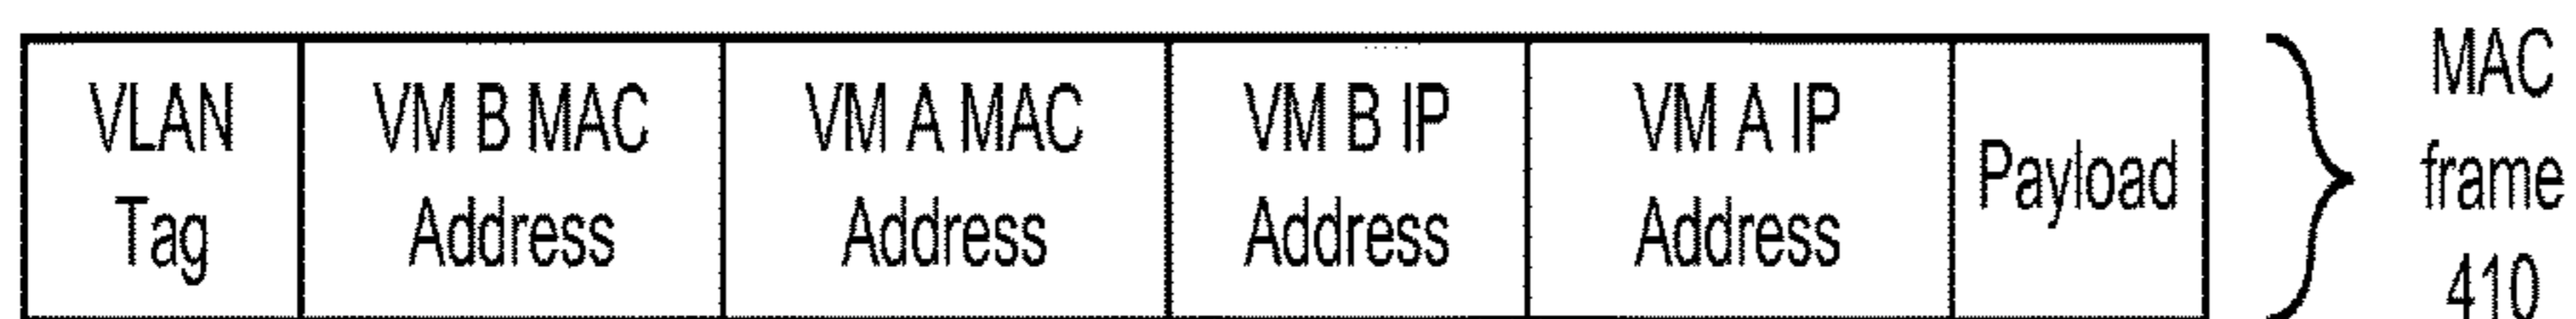 VLAN
Tag
VM B MAC
Address
VM A MAC
Address
VM B IP
Address
VM A IP
Address
Payload
MAC
frame
410